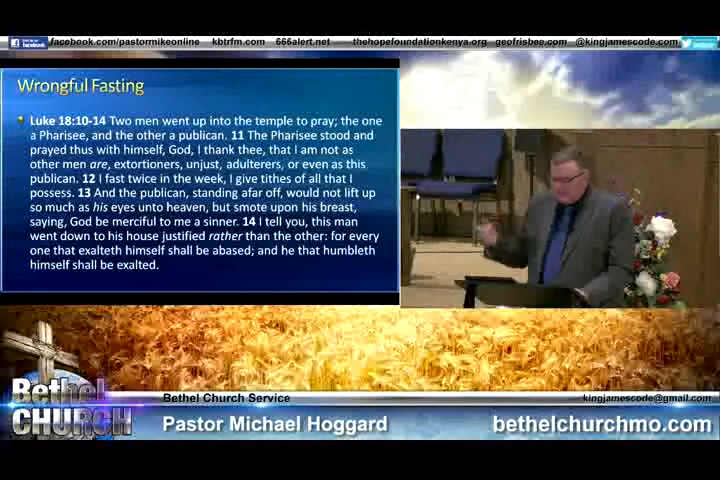 facebook.com/pastormikeonline kbtrfm.com 666alert.net thehopefoundationkenya.org geofrisbee.com @kingjamescode.com
Wrongful Fasting
Luke 18:10-14 Two men went up into the temple to pray; the one
a Pharisee, and the other a publican. 11 The Pharisee stood and
prayed thus with himself, God, I thank thee, that I am not as
other men are, extortioners, unjust, adulterers, or even as this
publican. 12 I fast twice in the week, I give tithes of all that I
possess. 13 And the publican, standing afar off, would not lift up
so much as his eyes unto heaven, but smote upon his breast,
saying, God be merciful to me a sinner. 14 I tell you, this man
went down to his house justified rather than the other: for every
one that exalteth himself shall be abased; and he that humbleth
himself shall be exalted.
Bethel
CHURCH
Bethel Church Service kingjamescode@gmail.com
Pastor Michael Hoggard bethelchurchmo.com